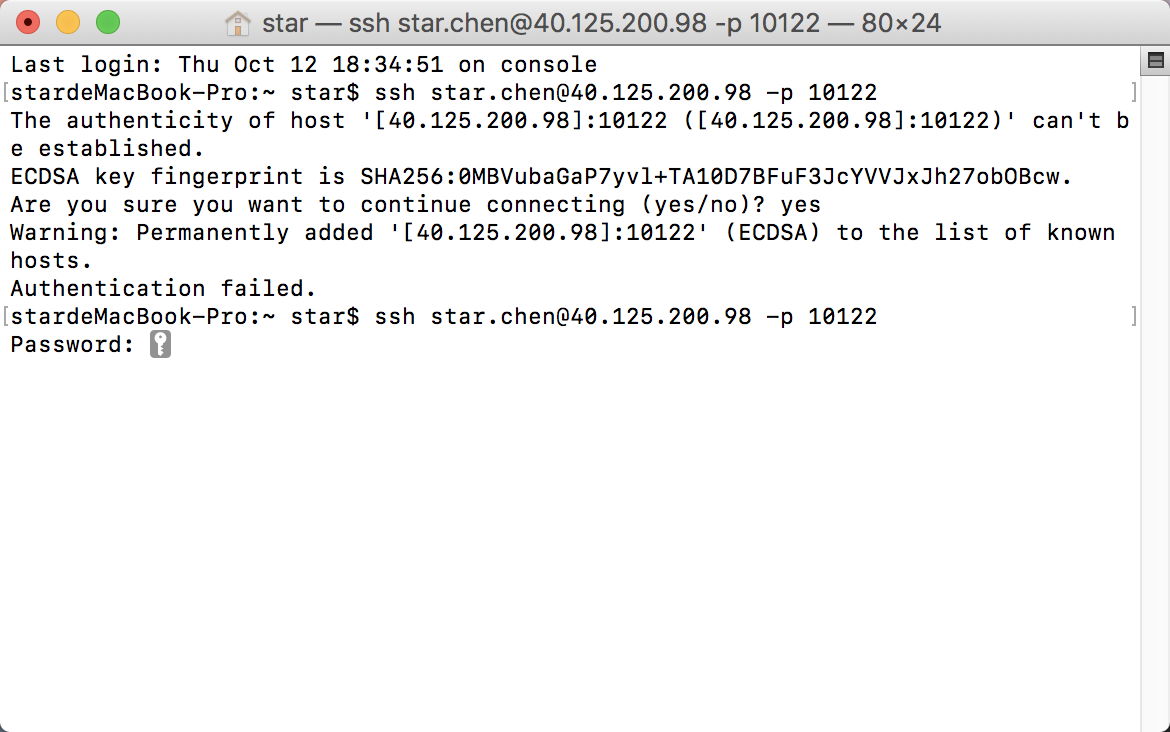 star — ssh star.chen@40.125.200.98 -p 10122 — 80×24
Last login: Thu Oct 12 18:34:51 on console
[stardeMacBook-Pro:~ star$ ssh star.chen@40.125.200.98 -p 10122 ]
The authenticity of host '[40.125.200.98]:10122 ([40.125.200.98]:10122)' can't b
e established.
ECDSA key fingerprint is SHA256:0MBVubaGaP7yvl+TA10D7BFuF3JcYVVJxJh27obOBcw.
Are you sure you want to continue connecting (yes/no)? yes
Warning: Permanently added '[40.125.200.98]:10122' (ECDSA) to the list of known
hosts.
Authentication failed.
[stardeMacBook-Pro:~ star$ ssh star.chen@40.125.200.98 -p 10122 ]
Password: